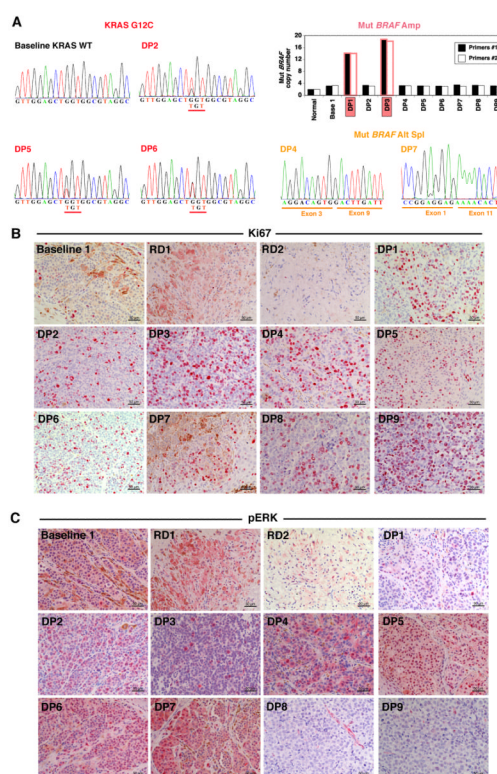 A
KRAS G12C
Mut BRAF Amp
Baseline KRAS WT
DP2
Mut BRAF
copy number
20
16
12
8
4
0
Primers #1
Primers #2
Normal
Base 1
DP1
DP2
DP3
DP4
DP5
DP6
DP7
DP8
DP9
GTTGGAGCTGGTGGCGTAGGC
GTTGGAGCTGGTGGCGTAGGC
TGT
Mut BRAF Alt Spl
DP5
DP6
DP4
DP7
GTTGGAGCTGGTGGCGTAGGC
TGT
GTTGGAGCTGGTGGCGTAGGC
TGT
AGGACAGTGGACTTGATT
Exon 3
Exon 9
CCGGAGGAGAAAACACT
Exon 1
Exon 11
B
Ki67
Baseline 1
RD1
RD2
DP1
DP2
DP3
DP4
DP5
DP6
DP7
DP8
DP9
C
pERK
Baseline 1
RD1
RD2
DP1
DP2
DP3
DP4
DP5
DP6
DP7
DP8
DP9